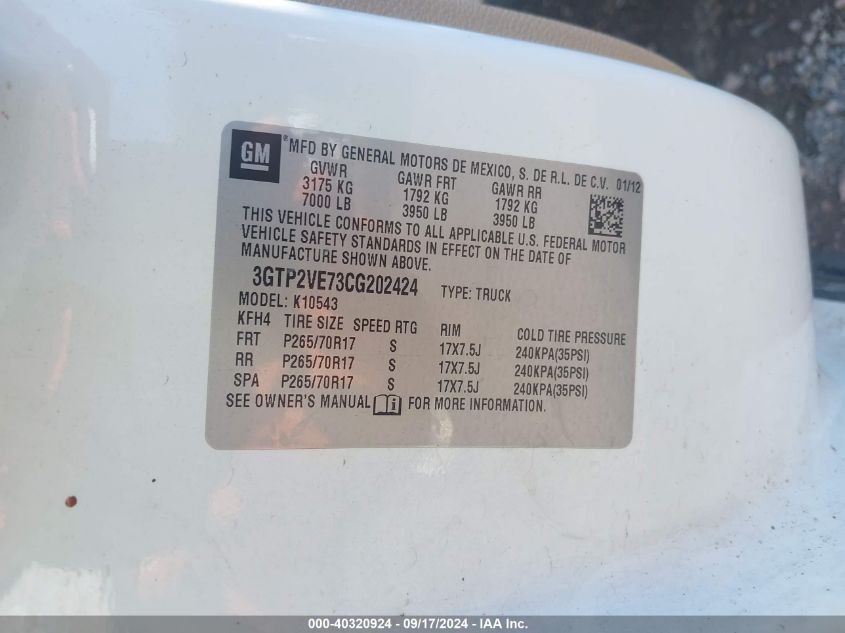 GM
®MFD BY GENERAL MOTORS DE MEXICO, S. DE R.L. DE C.V. 01/12
GVWR GAWR FRT GAWR RR
3175 KG 1792 KG 1792 KG
7000 LB 3950 LB 3950 LB
THIS VEHICLE CONFORMS TO ALL APPLICABLE U.S. FEDERAL MOTOR
VEHICLE SAFETY STANDARDS IN EFFECT ON THE DATE OF
MANUFACTURE SHOWN ABOVE.
3GTP2VE73CG202424 TYPE: TRUCK
MODEL: K10543
KFH4 TIRE SIZE SPEED RTG RIM COLD TIRE PRESSURE
FRT P265/70R17 S 17X7.5J 240KPA(35PSI)
RR P265/70R17 S 17X7.5J 240KPA(35PSI)
SPA P265/70R17 S 17X7.5J 240KPA(35PSI)
SEE OWNER'S MANUAL i FOR MORE INFORMATION.
000-40320924 - 09/17/2024 - IAA Inc.